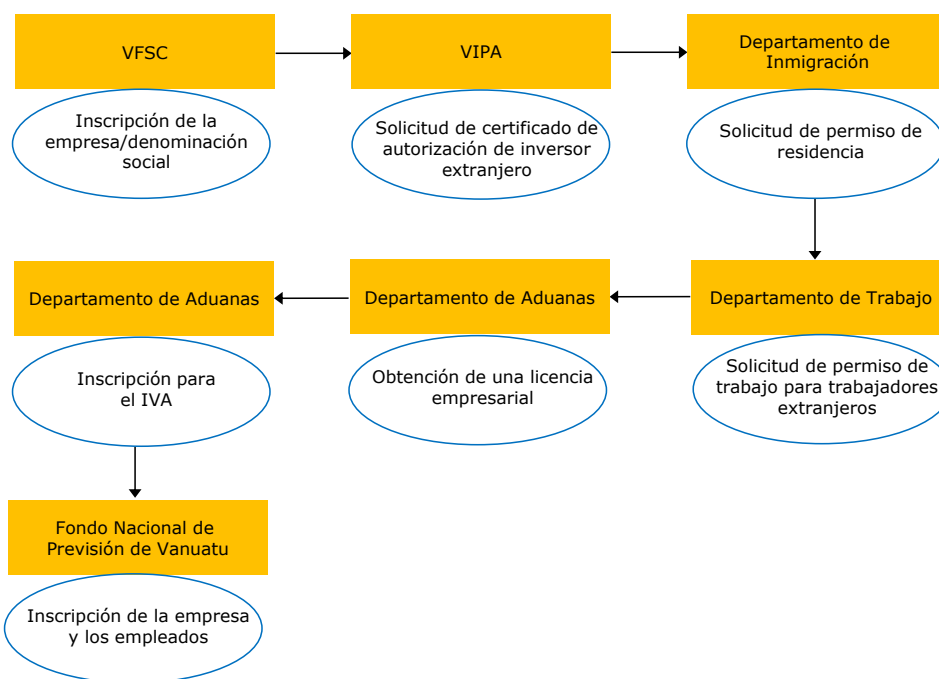 VFSC
Inscripción de la
empresa/denominación
social
VIPA
Solicitud de certificado de
autorización de inversor
extranjero
Departamento de
Inmigración
Solicitud de permiso de
residencia
Departamento de Trabajo
Solicitud de permiso de
trabajo para trabajadores
extranjeros
Departamento de Aduanas
Obtención de una licencia
empresarial
Departamento de Aduanas
Inscripción para
el IVA
Fondo Nacional de
Previsión de Vanuatu
Inscripción de la empresa
y los empleados